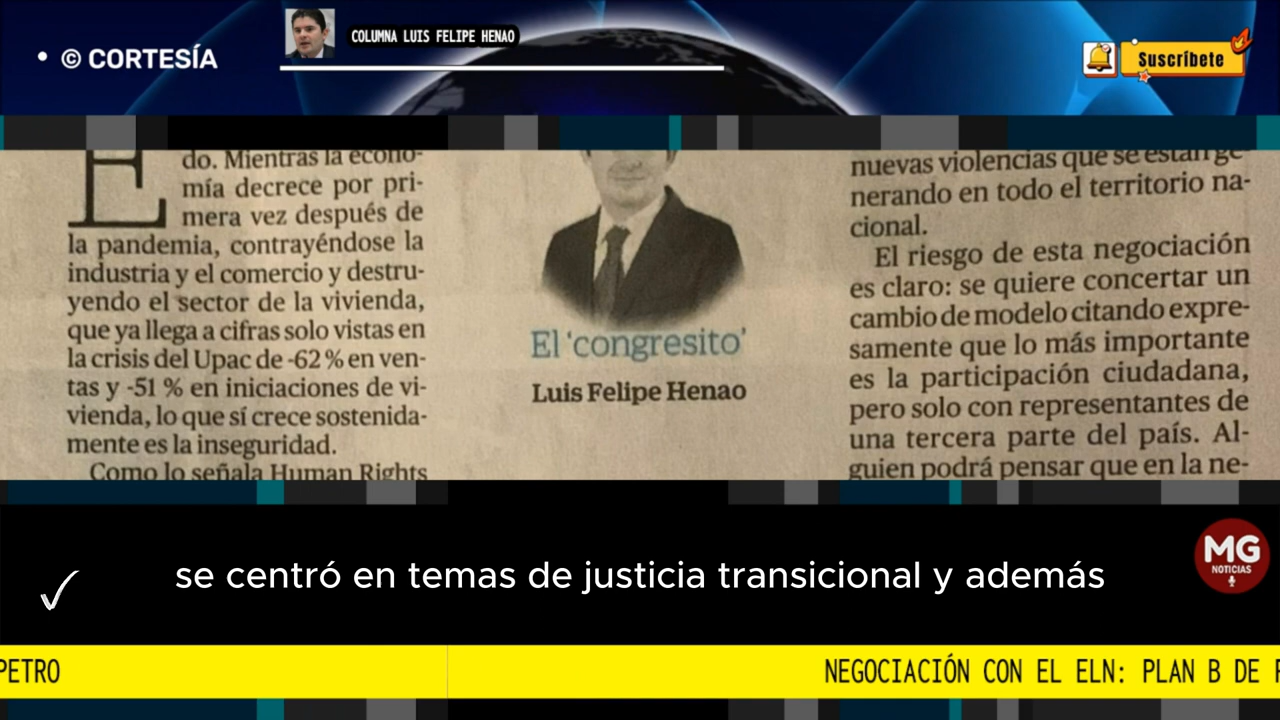 • © CORTESÍA
COLUMNA LUIS FELIPE HENAO
Suscríbete
E
do. Mientras la econo-
mía decrece por pri-
mera vez después de
la pandemia, contrayéndose la
industria y el comercio y destru-
yendo el sector de la vivienda,
que ya llega a cifras solo vistas en
la crisis del Upac de -62 % en ven-
tas y -51 % en iniciaciones de vi-
vienda, lo que sí crece sostenida-
mente es la inseguridad.
Como lo señala Human Rights
El 'congresito'
Luis Felipe Henao
nuevas violencias que se están ge-
nerando en todo el territorio na-
cional.
El riesgo de esta negociación
es claro: se quiere concertar un
cambio de modelo citando expre-
samente que lo más importante
es la participación ciudadana,
pero solo con representantes de
una tercera parte del país. Al-
guien podrá pensar que en la ne-
se centró en temas de justicia transicional y además
MG
NOTICIAS
PETRO
NEGOCIACIÓN CON EL ELN: PLAN B DE